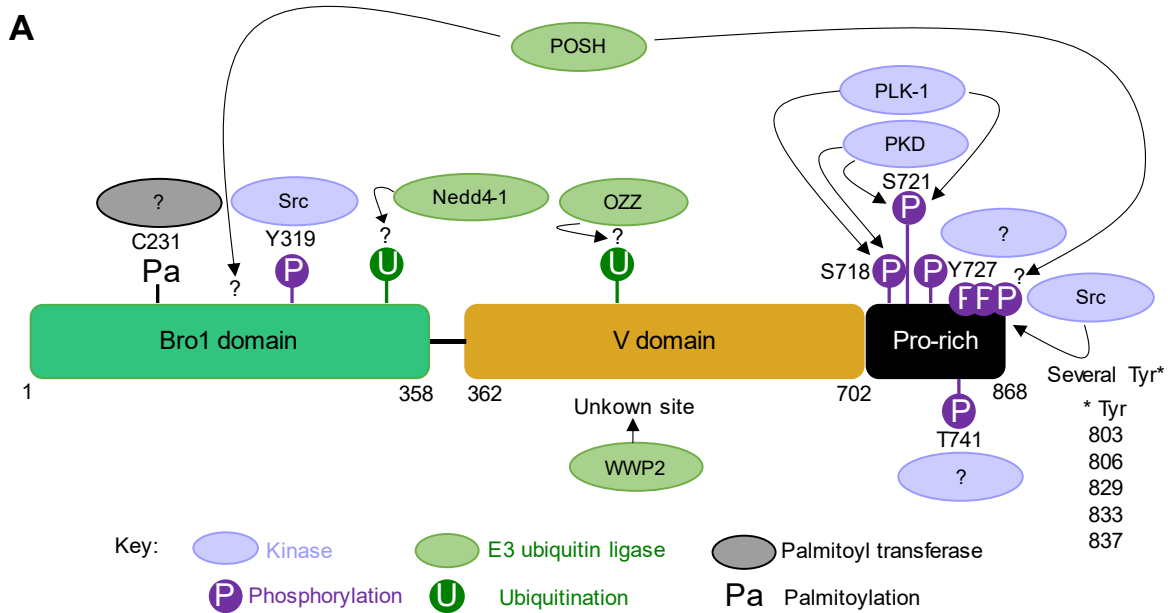 A
POSH
PLK-1
PKD
S721
P
?
Src
Nedd4-1
OZZ
?
C231
Y319
?
?
S718
P
P
Y727
?
Pa
P
U
U
F F P
Src
?
Bro1 domain
V domain
Pro-rich
1
358
362
702
868
Several Tyr*
Unkown site
P
* Tyr
T741
803
WWP2
?
806
829
833
837
Key:
Kinase
E3 ubiquitin ligase
Palmitoyl transferase
P Phosphorylation
U Ubiquitination
Pa Palmitoylation